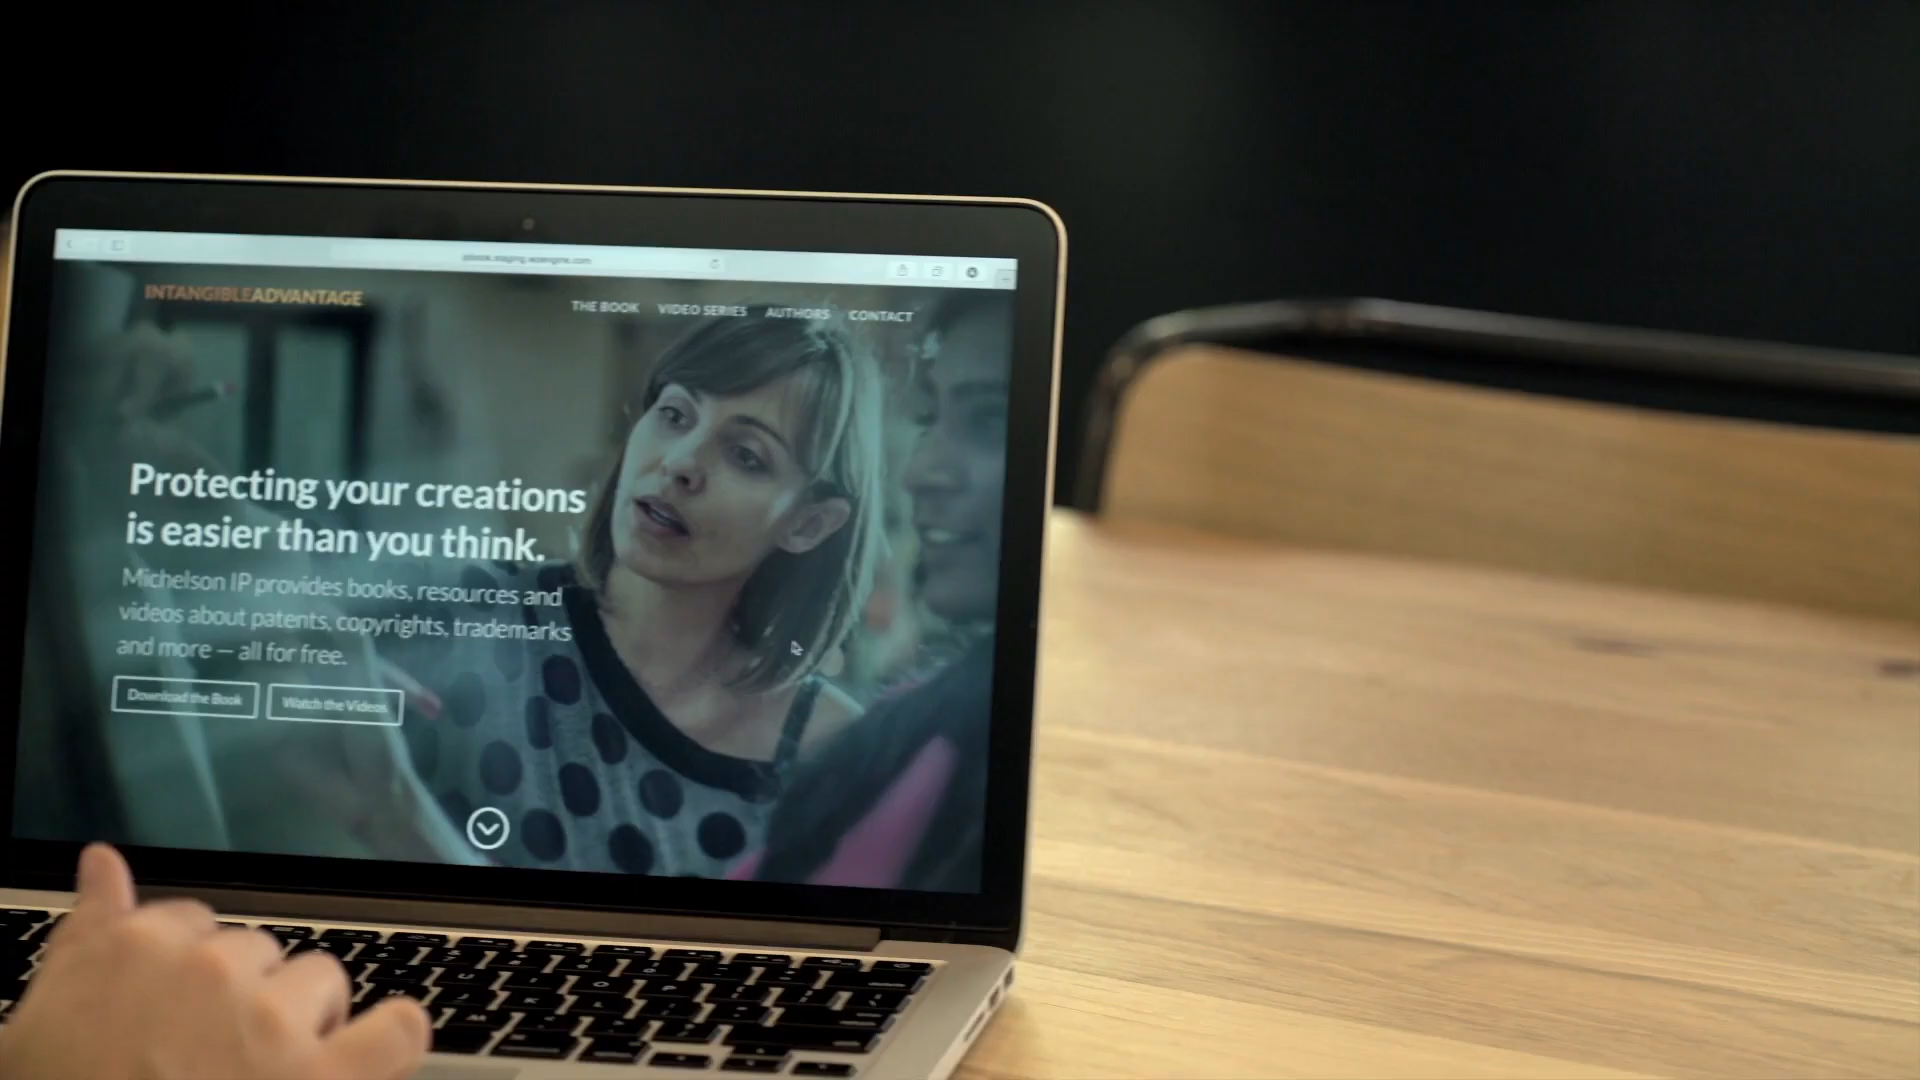 INTANGIBLEADVANTAGE
THE BOOK VIDEO SERIES AUTHORS CONTACT
Protecting your creations
is easier than you think.
Michelson IP provides books, resources and
videos about patents, copyrights, trademarks
and more — all for free.
Download the Book Watch the Videos